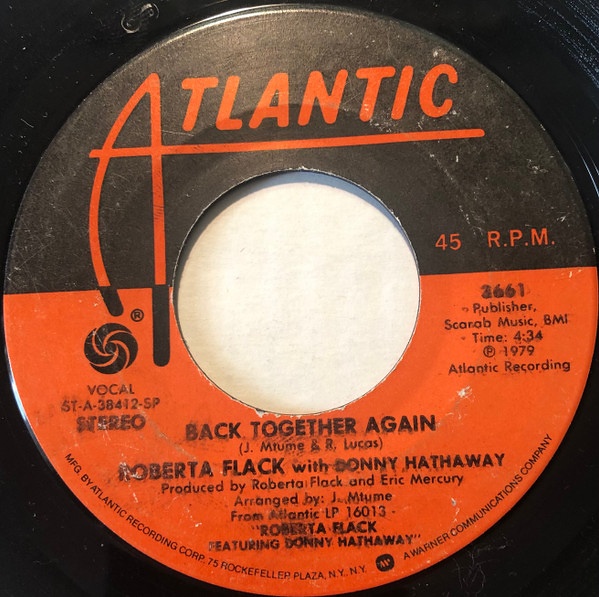 ATLANTIC
45 R.P.M.
3661
Publisher,
Scarab Music, BMI
Time: 4:34
℗ 1979
Atlantic Recording
®
VOCAL
ST-A-38412-SP
STEREO
BACK TOGETHER AGAIN
(J. Mtume & R. Lucas)
ROBERTA FLACK with DONNY HATHAWAY
Produced by Roberta Flack and Eric Mercury
Arranged by: J. Mtume
From Atlantic LP 16013
"ROBERTA FLACK
FEATURING DONNY HATHAWAY"
MFG. BY ATLANTIC RECORDING CORP. 75 ROCKEFELLER PLAZA, N.Y. N.Y. A WARNER COMMUNICATIONS COMPANY